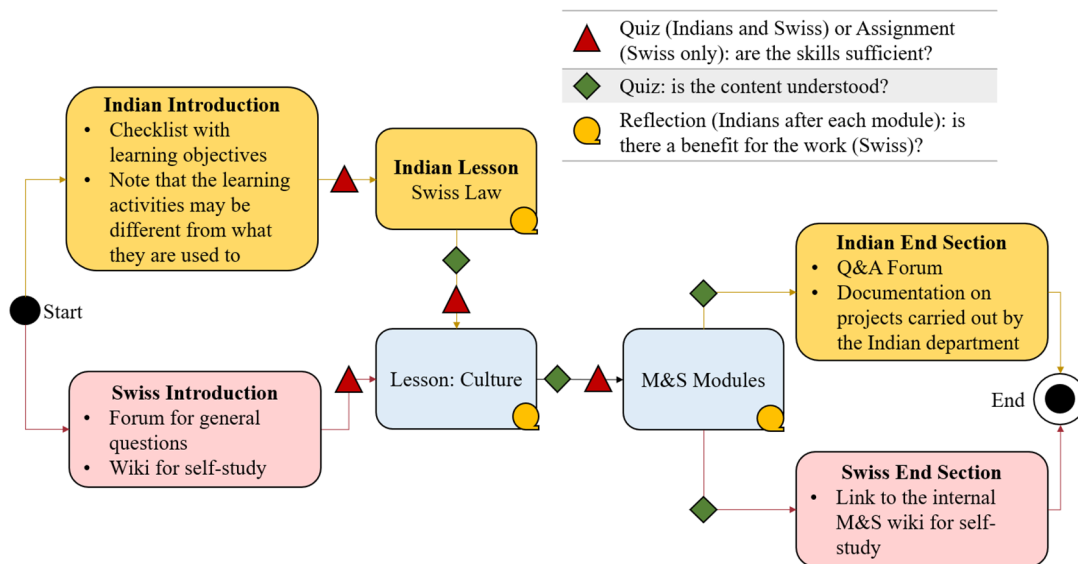 Quiz (Indians and Swiss) or Assignment
(Swiss only): are the skills sufficient?
Quiz: is the content understood?
Reflection (Indians after each module): is
there a benefit for the work (Swiss)?
Indian Introduction
• Checklist with
learning objectives
• Note that the learning
activities may be
different from what
they are used to
Indian Lesson
Swiss Law
Start
Swiss Introduction
• Forum for general
questions
• Wiki for self-study
Lesson: Culture
M&S Modules
Indian End Section
• Q&A Forum
• Documentation on
projects carried out by
the Indian department
End
Swiss End Section
• Link to the internal
M&S wiki for self-
study